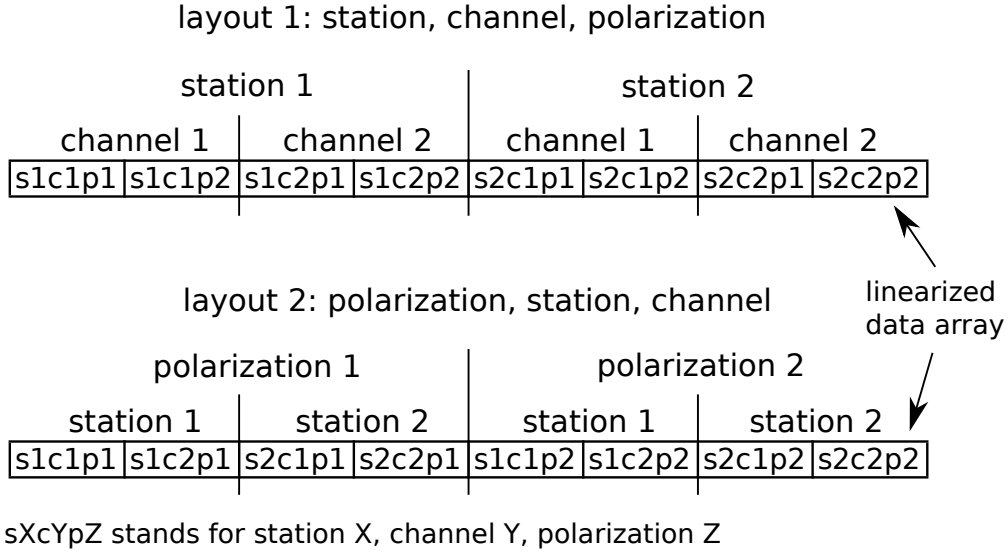 layout 1: station, channel, polarization
station 1 station 2
channel 1 channel 2 channel 1 channel 2
s1c1p1 s1c1p2 s1c2p1 s1c2p2 s2c1p1 s2c1p2 s2c2p1 s2c2p2
layout 2: polarization, station, channel
linearized
data array
polarization 1 polarization 2
station 1 station 2 station 1 station 2
s1c1p1 s1c2p1 s2c1p1 s2c2p1 s1c1p2 s1c2p2 s2c1p2 s2c2p2
sXcYpZ stands for station X, channel Y, polarization Z